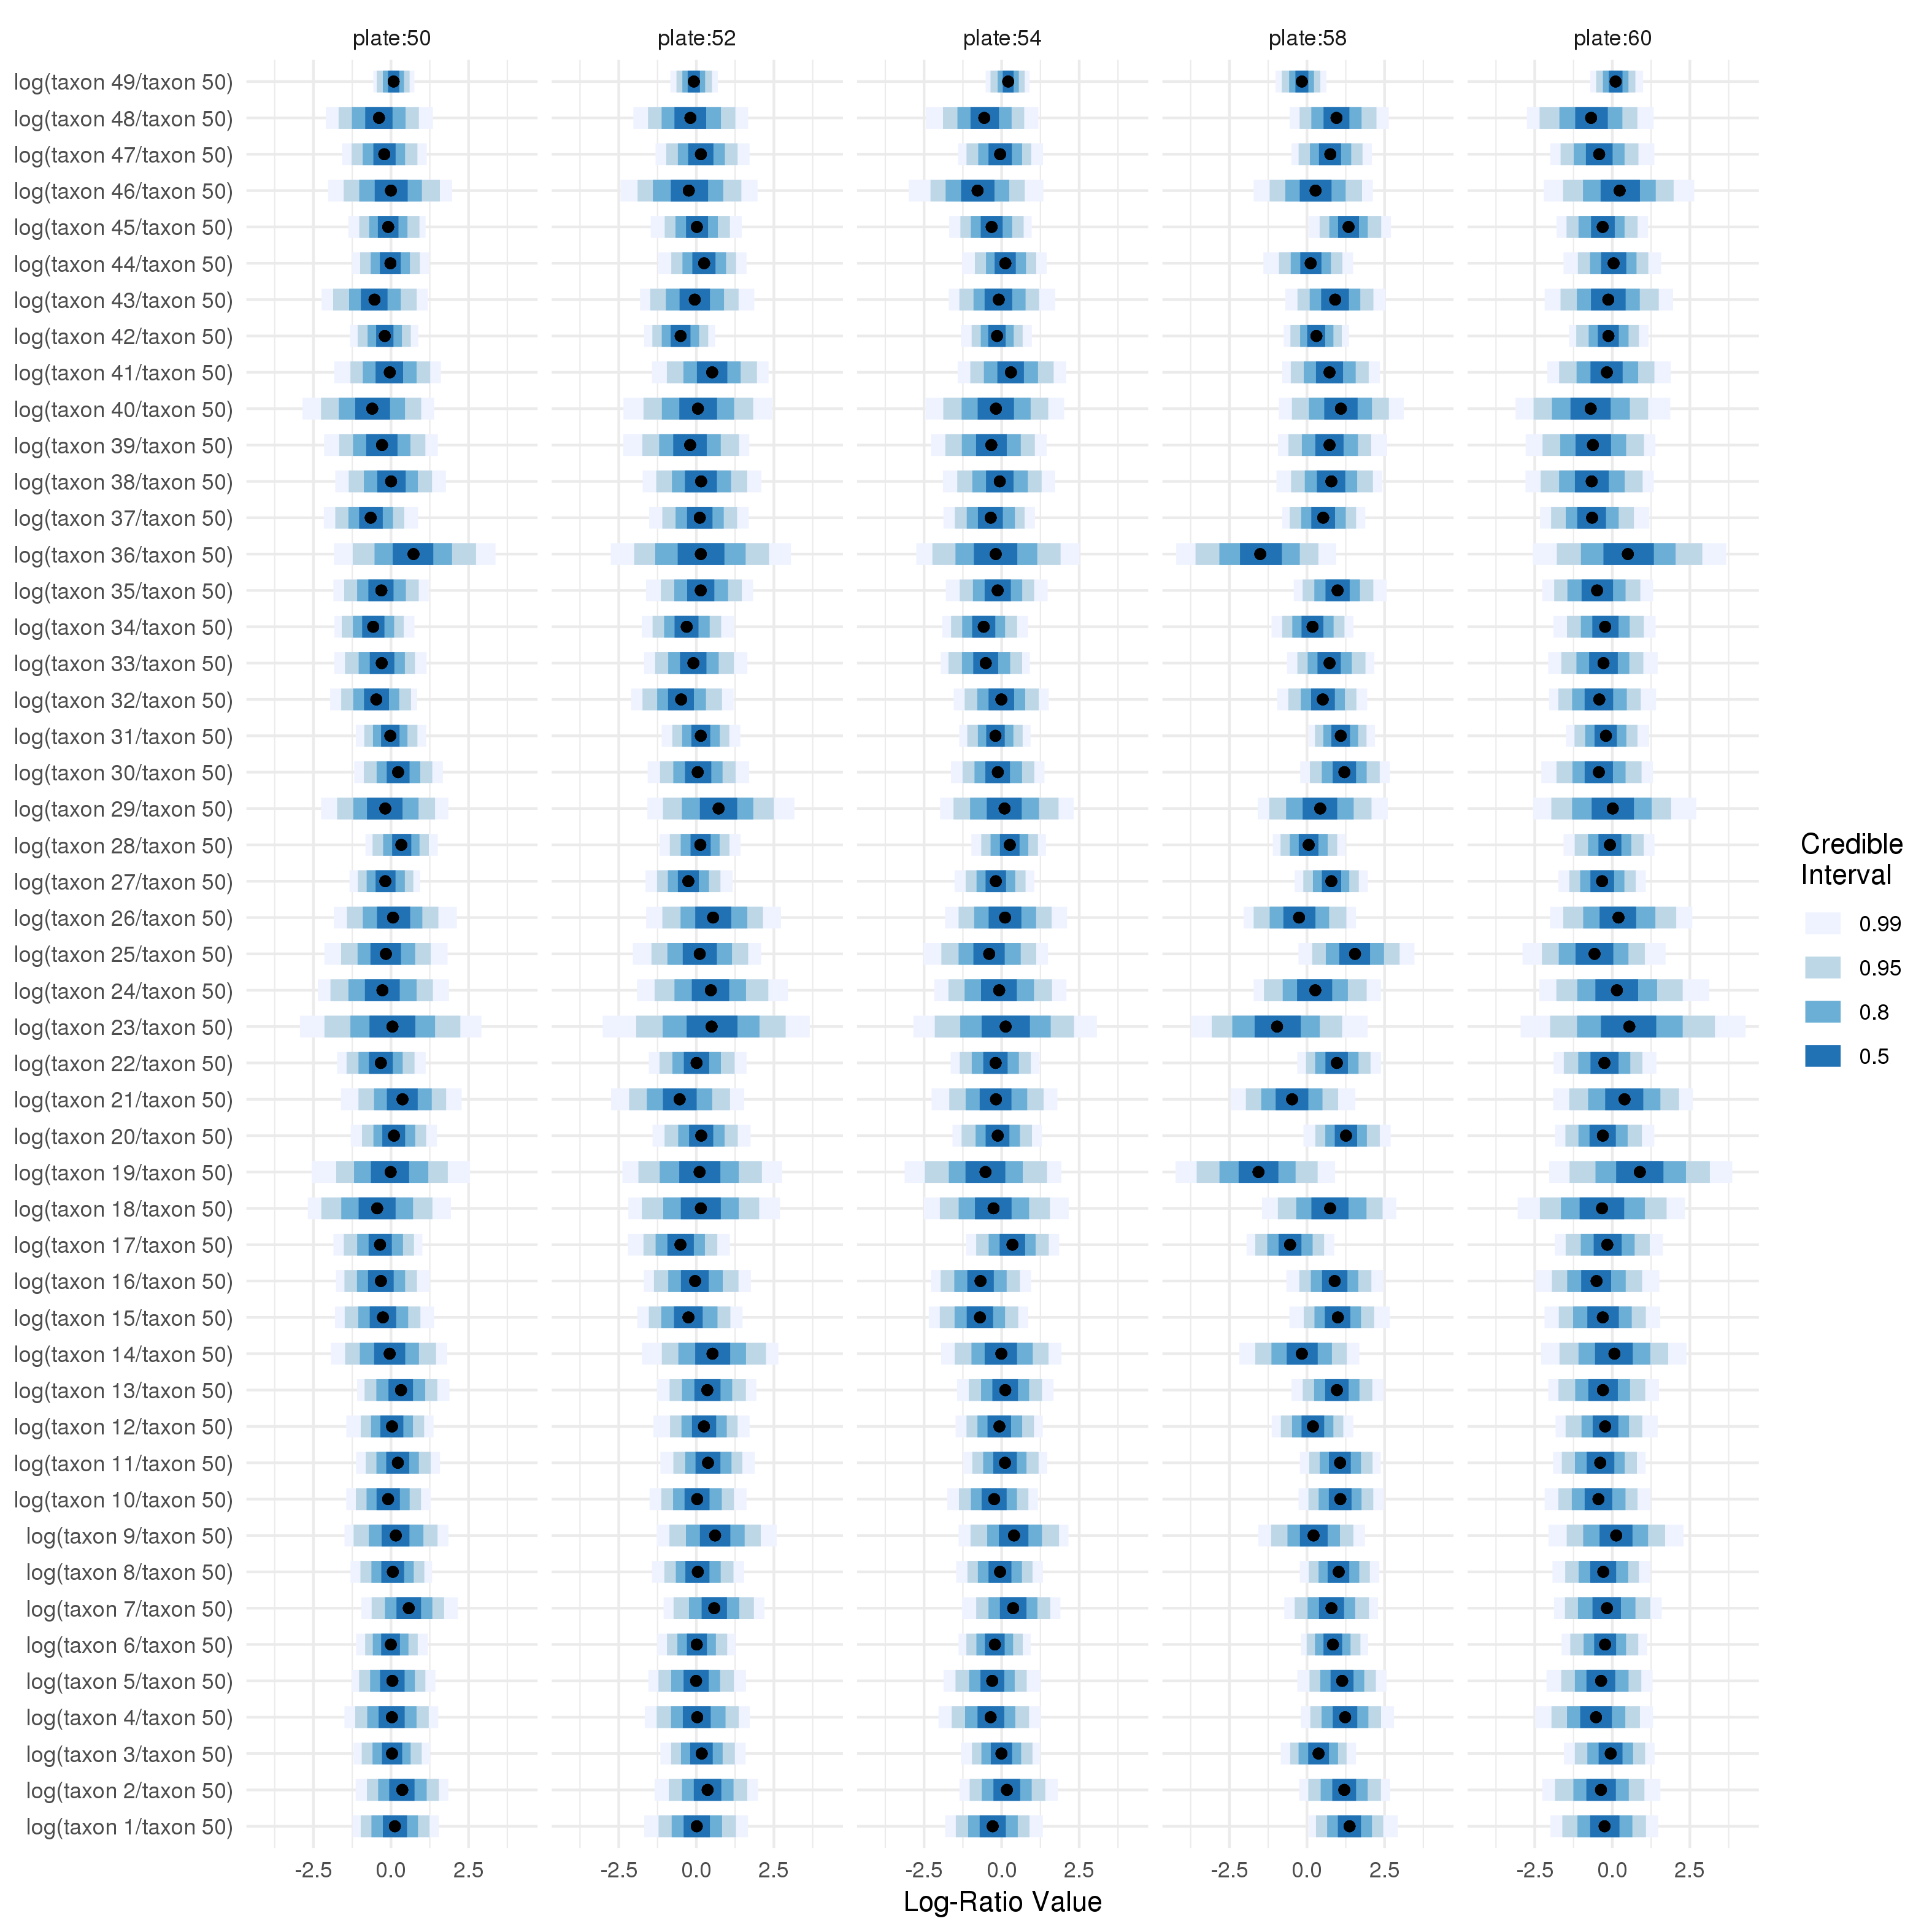 plate:50 plate:52 plate:54 plate:58 plate:60
log(taxon 49/taxon 50)
log(taxon 48/taxon 50)
log(taxon 47/taxon 50)
log(taxon 46/taxon 50)
log(taxon 45/taxon 50)
log(taxon 44/taxon 50)
log(taxon 43/taxon 50)
log(taxon 42/taxon 50)
log(taxon 41/taxon 50)
log(taxon 40/taxon 50)
log(taxon 39/taxon 50)
log(taxon 38/taxon 50)
log(taxon 37/taxon 50)
log(taxon 36/taxon 50)
log(taxon 35/taxon 50)
log(taxon 34/taxon 50)
log(taxon 33/taxon 50)
log(taxon 32/taxon 50)
log(taxon 31/taxon 50)
log(taxon 30/taxon 50)
log(taxon 29/taxon 50)
log(taxon 28/taxon 50)
log(taxon 27/taxon 50)
log(taxon 26/taxon 50)
log(taxon 25/taxon 50)
log(taxon 24/taxon 50)
log(taxon 23/taxon 50)
log(taxon 22/taxon 50)
log(taxon 21/taxon 50)
log(taxon 20/taxon 50)
log(taxon 19/taxon 50)
log(taxon 18/taxon 50)
log(taxon 17/taxon 50)
log(taxon 16/taxon 50)
log(taxon 15/taxon 50)
log(taxon 14/taxon 50)
log(taxon 13/taxon 50)
log(taxon 12/taxon 50)
log(taxon 11/taxon 50)
log(taxon 10/taxon 50)
log(taxon 9/taxon 50)
log(taxon 8/taxon 50)
log(taxon 7/taxon 50)
log(taxon 6/taxon 50)
log(taxon 5/taxon 50)
log(taxon 4/taxon 50)
log(taxon 3/taxon 50)
log(taxon 2/taxon 50)
log(taxon 1/taxon 50)
-2.5 0.0 2.5 -2.5 0.0 2.5 -2.5 0.0 2.5 -2.5 0.0 2.5 -2.5 0.0 2.5
Log-Ratio Value
Credible
Interval
0.99
0.95
0.8
0.5